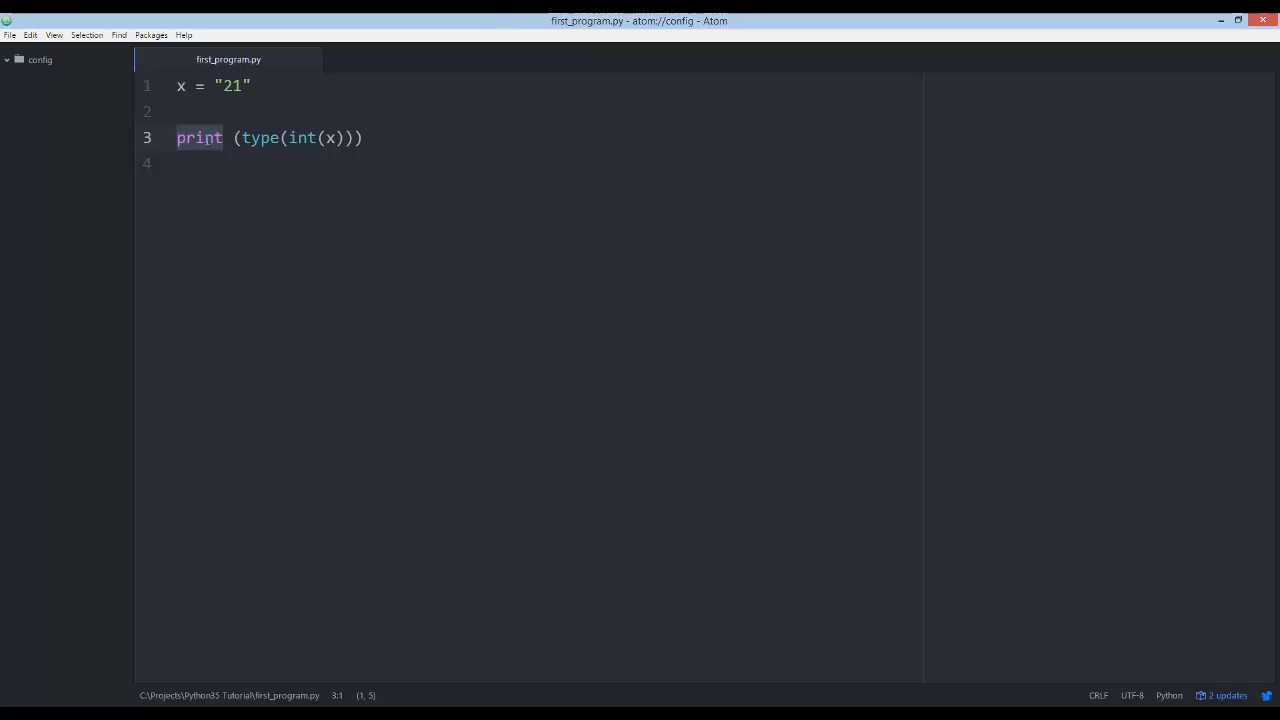 first_program.py - atom://config - Atom
File Edit View Selection Find Packages Help
config
first_program.py
1 x = "21"
2
3 print (type(int(x)))
4
C:\Projects\Python35 Tutorial\first_program.py 3:1 (1, 5) CRLF UTF-8 Python 2 updates